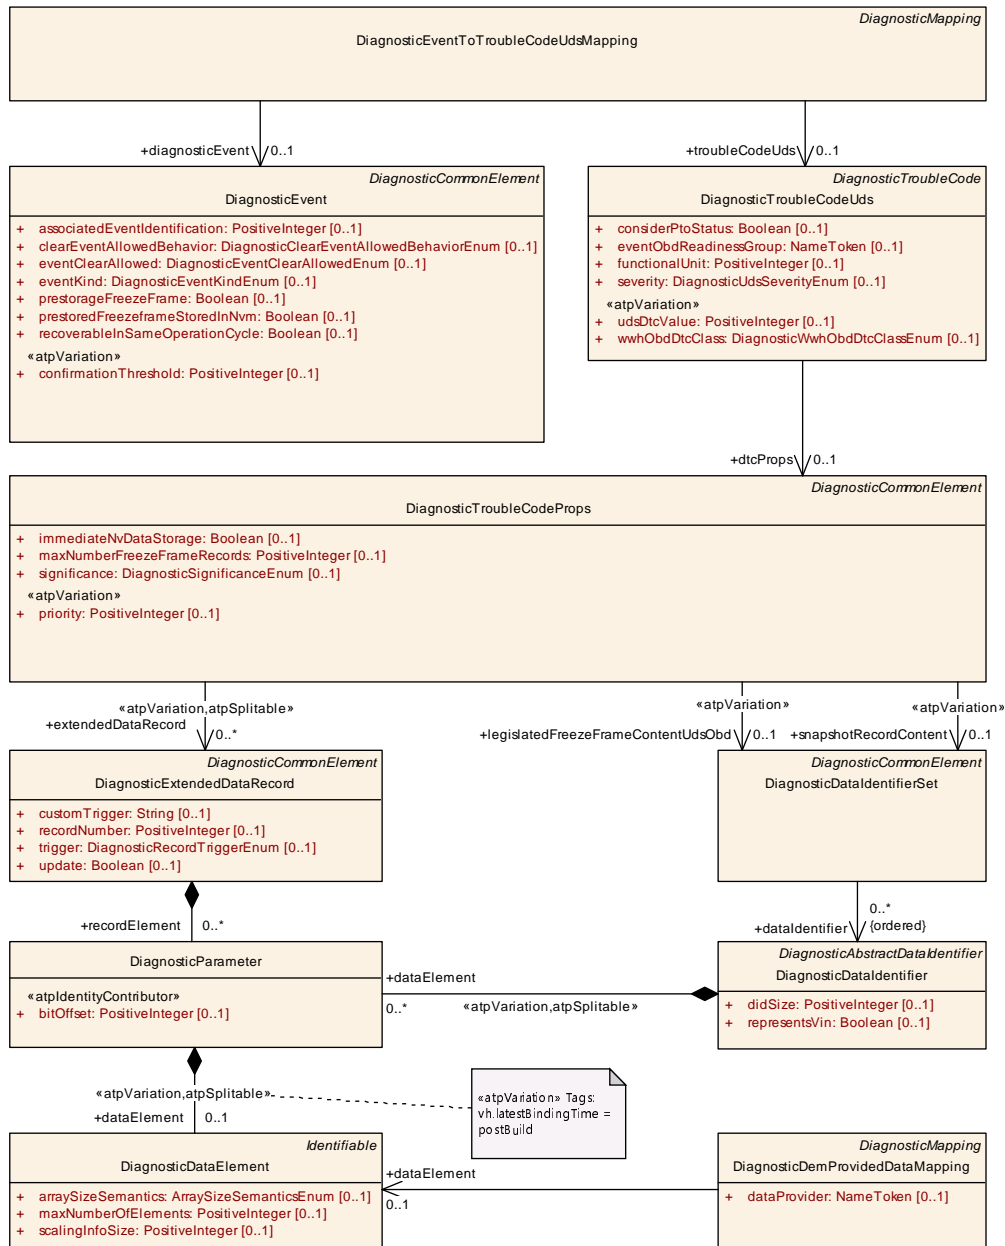 DiagnosticMapping
DiagnosticEventToTroubleCodeUdsMapping
+diagnosticEvent 0..1
+troubleCodeUds 0..1
DiagnosticCommonElement
DiagnosticEvent
+ associatedEventIdentification: PositiveInteger [0..1]
+ clearEventAllowedBehavior: DiagnosticClearEventAllowedBehaviorEnum [0..1]
+ eventClearAllowed: DiagnosticEventClearAllowedEnum [0..1]
+ eventKind: DiagnosticEventKindEnum [0..1]
+ prestorageFreezeFrame: Boolean [0..1]
+ prestoredFreezeframeStoredInNvm: Boolean [0..1]
+ recoverableInSameOperationCycle: Boolean [0..1]
«atpVariation»
+ confirmationThreshold: PositiveInteger [0..1]
DiagnosticTroubleCode
DiagnosticTroubleCodeUds
+ considerPtoStatus: Boolean [0..1]
+ eventObdReadinessGroup: NameToken [0..1]
+ functionalUnit: PositiveInteger [0..1]
+ severity: DiagnosticUdsSeverityEnum [0..1]
«atpVariation»
+ udsDtcValue: PositiveInteger [0..1]
+ wwhObdDtcClass: DiagnosticWwhObdDtcClassEnum [0..1]
+dtcProps 0..1
DiagnosticCommonElement
DiagnosticTroubleCodeProps
+ immediateNvDataStorage: Boolean [0..1]
+ maxNumberFreezeFrameRecords: PositiveInteger [0..1]
+ significance: DiagnosticSignificanceEnum [0..1]
«atpVariation»
+ priority: PositiveInteger [0..1]
«atpVariation,atpSplitable»
+extendedDataRecord
0..*
«atpVariation»
+legislatedFreezeFrameContentUdsObd 0..1
«atpVariation»
+snapshotRecordContent 0..1
DiagnosticCommonElement
DiagnosticExtendedDataRecord
+ customTrigger: String [0..1]
+ recordNumber: PositiveInteger [0..1]
+ trigger: DiagnosticRecordTriggerEnum [0..1]
+ update: Boolean [0..1]
DiagnosticCommonElement
DiagnosticDataIdentifierSet
+recordElement 0..*
0..*
+dataIdentifier {ordered}
DiagnosticParameter
«atpIdentityContributor»
+ bitOffset: PositiveInteger [0..1]
+dataElement
0..*
«atpVariation,atpSplitable»
DiagnosticAbstractDataIdentifier
DiagnosticDataIdentifier
+ didSize: PositiveInteger [0..1]
+ representsVin: Boolean [0..1]
«atpVariation,atpSplitable»
+dataElement 0..1
«atpVariation» Tags:
vh.latestBindingTime =
postBuild
Identifiable
DiagnosticDataElement
+ arraySizeSemantics: ArraySizeSemanticsEnum [0..1]
+ maxNumberOfElements: PositiveInteger [0..1]
+ scalingInfoSize: PositiveInteger [0..1]
+dataElement
0..1
DiagnosticMapping
DiagnosticDemProvidedDataMapping
+ dataProvider: NameToken [0..1]